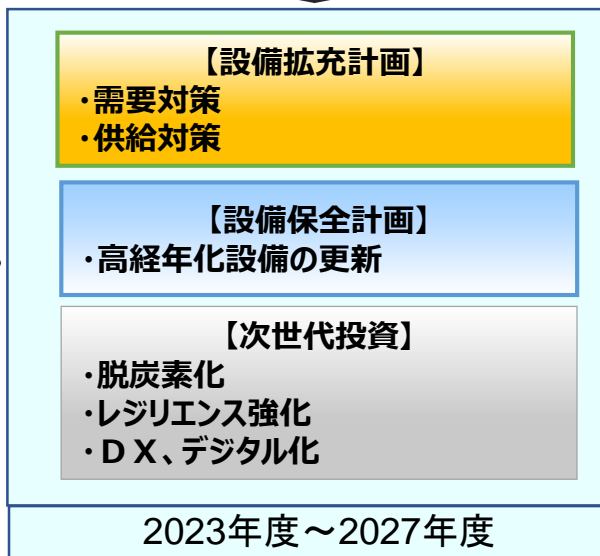 【設備拡充計画】
・需要対策
・供給対策
【設備保全計画】
・高経年化設備の更新
【次世代投資】
・脱炭素化
・レジリエンス強化
・ＤＸ、デジタル化
2023年度～2027年度